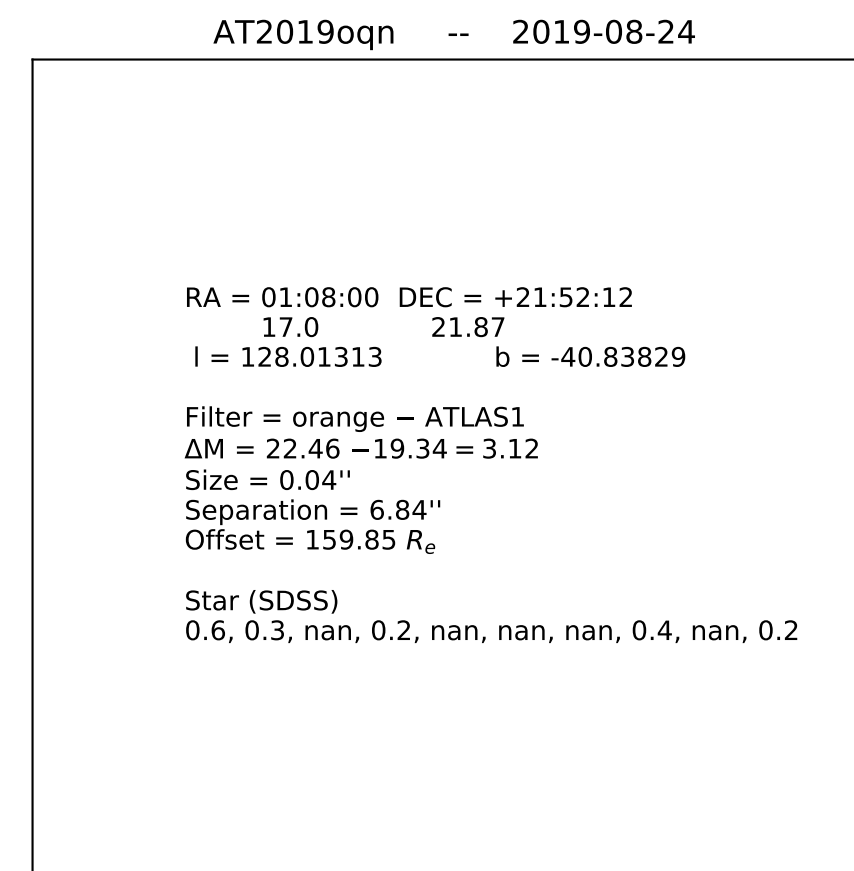 AT2019oqn -- 2019-08-24
RA = 01:08:00 DEC = +21:52:12
17.0 21.87
l = 128.01313 b = -40.83829
Filter = orange − ATLAS1
ΔM = 22.46 −19.34 = 3.12
Size = 0.04''
Separation = 6.84''
Offset = 159.85 Rₑ
Star (SDSS)
0.6, 0.3, nan, 0.2, nan, nan, nan, 0.4, nan, 0.2